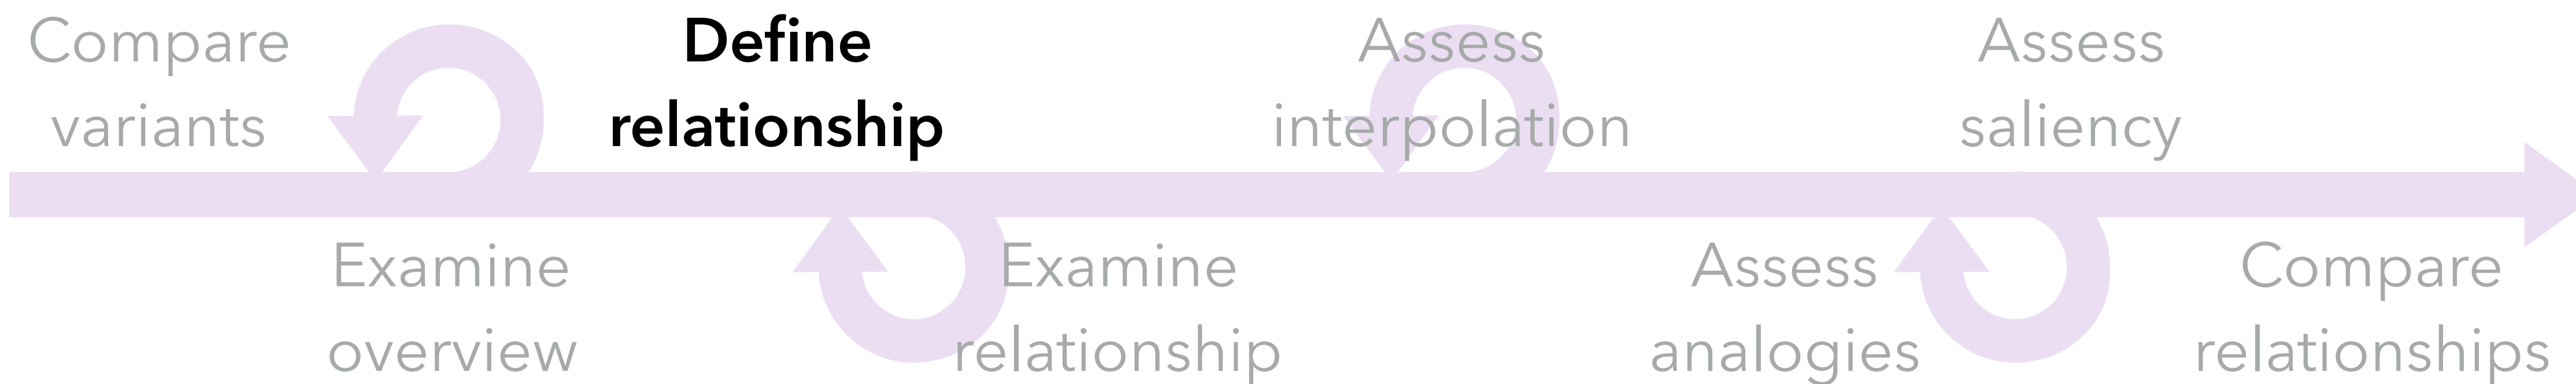 Compare
variants
Examine
overview
Define
relationship
Examine
relationship
Assess
interpolation
Assess
analogies
Assess
saliency
Compare
relationships